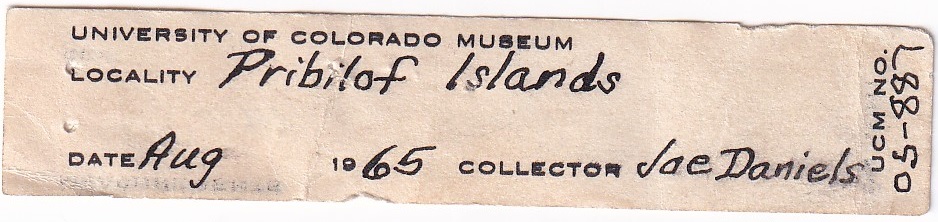 UNIVERSITY OF COLORADO MUSEUM
LOCALITY Pribilof Islands
DATE Aug 1965 COLLECTOR Joe Daniels
UCM NO.
05-887